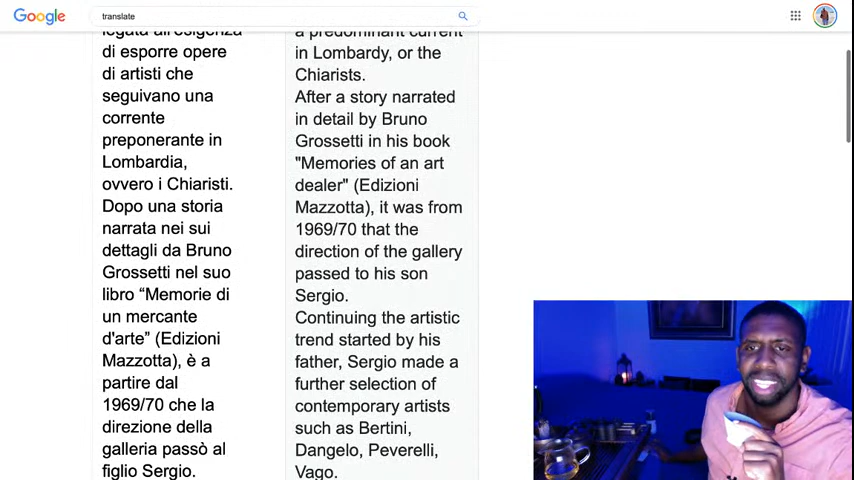 Google
translate
legata all'esigenza
di esporre opere
di artisti che
seguivano una
corrente
preponerante in
Lombardia,
ovvero i Chiaristi.
Dopo una storia
narrata nei sui
dettagli da Bruno
Grossetti nel suo
libro “Memorie di
un mercante
d'arte” (Edizioni
Mazzotta), è a
partire dal
1969/70 che la
direzione della
galleria passò al
figlio Sergio.
a predominant current
in Lombardy, or the
Chiarists.
After a story narrated
in detail by Bruno
Grossetti in his book
"Memories of an art
dealer" (Edizioni
Mazzotta), it was from
1969/70 that the
direction of the gallery
passed to his son
Sergio.
Continuing the artistic
trend started by his
father, Sergio made a
further selection of
contemporary artists
such as Bertini,
Dangelo, Peverelli,
Vago.